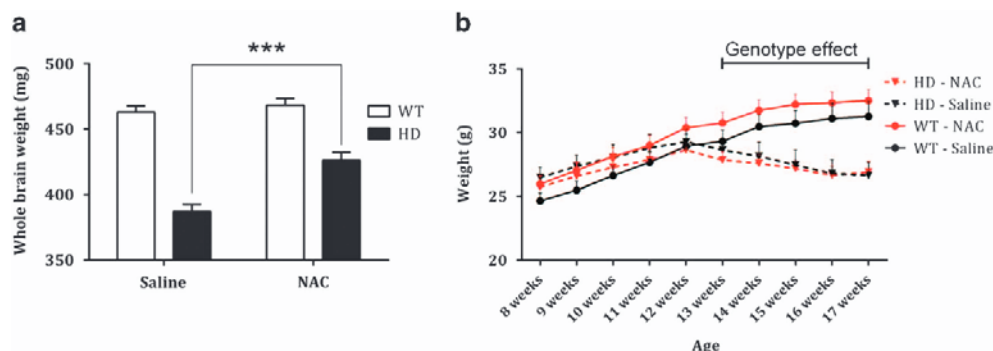 a
***
Whole brain weight (mg)
500
450
400
350
WT
HD
Saline
NAC
b
Genotype effect
Weight (g)
35
30
25
20
HD - NAC
HD - Saline
WT - NAC
WT - Saline
8 weeks
9 weeks
10 weeks
11 weeks
12 weeks
13 weeks
14 weeks
15 weeks
16 weeks
17 weeks
Age